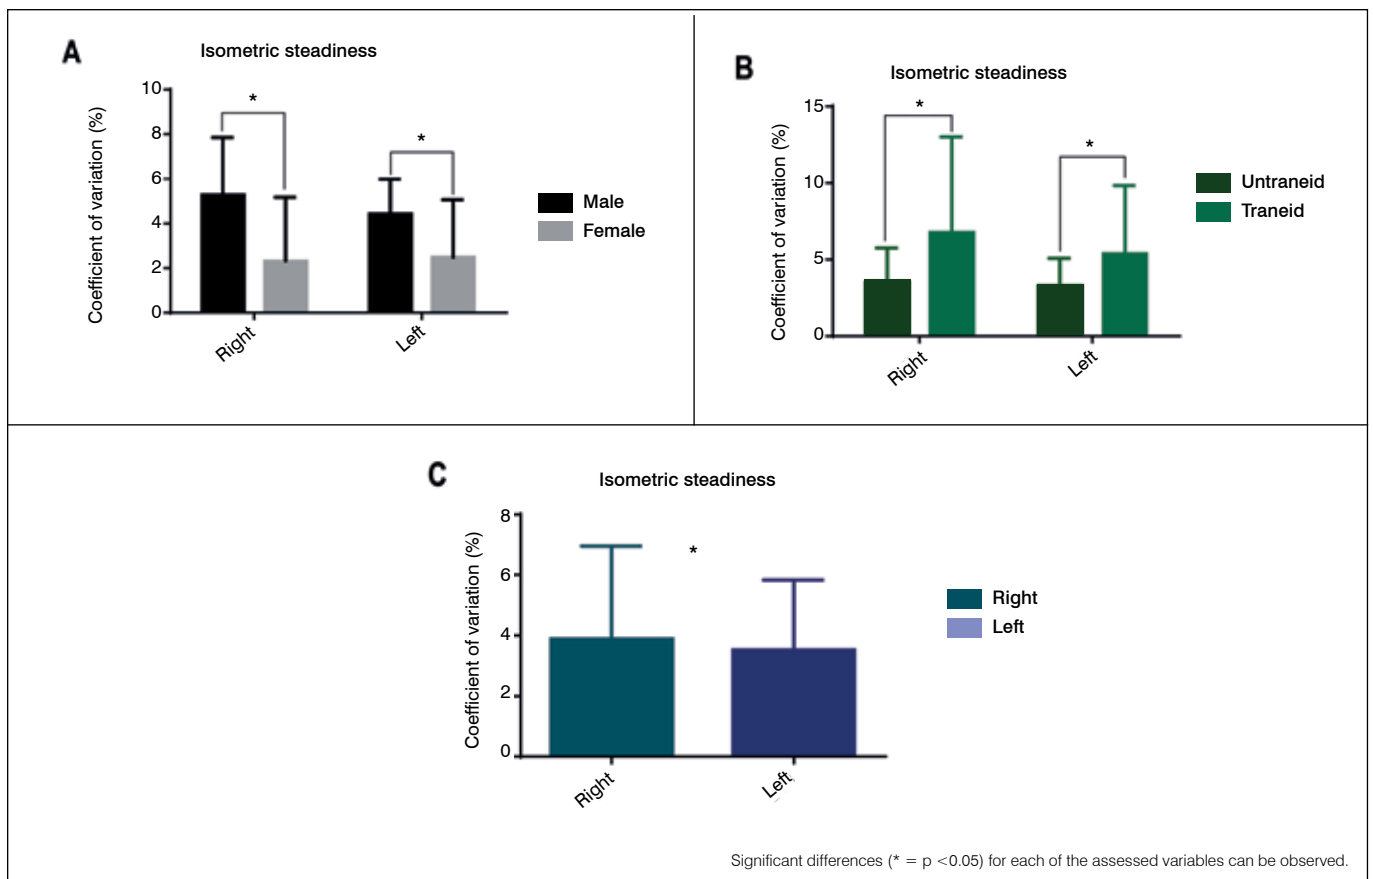 A
Isometric steadiness
Coefficient of variation (%)
10
8
6
4
2
0
*
*
Right
Left
Male
Female
B
Isometric steadiness
Coefficient of variation (%)
15
10
5
0
*
*
Right
Left
Untraneid
Traneid
C
Isometric steadiness
Coefficient of variation (%)
8
6
4
2
0
*
Right
Left
Right
Left
Significant differences (* = p <0.05) for each of the assessed variables can be observed.